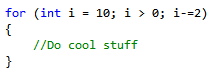 for (int i = 10; i > 0; i-=2)
{
    //Do cool stuff
}